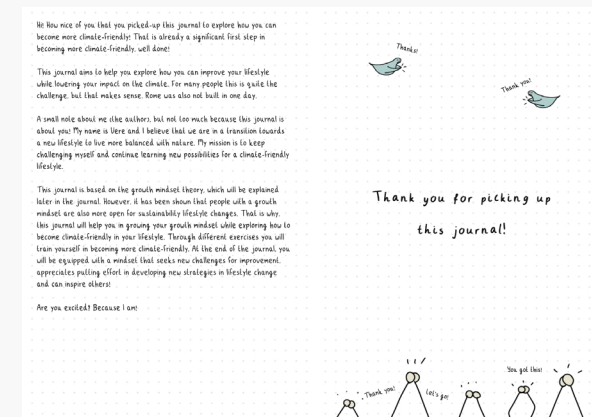 Hi! How nice of you that you picked-up this journal to explore how you can
become more climate-friendly! That is already a significant first step in
becoming more climate-friendly, well done!
This journal aims to help you explore how you can improve your lifestyle
while lowering your impact on the climate. For many people this is quite the
challenge, but that makes sense, Rome was also not built in one day.
A small note about me (the author), but not too much because this journal is
about you! My name is Vere and I believe that we are in a transition towards
a new lifestyle to live more balanced with nature. My mission is to keep
challenging myself and continue learning new possibilities for a climate-friendly
lifestyle.
This journal is based on the growth mindset theory, which will be explained
later in the journal. However, it has been shown that people with a growth
mindset are also more open for sustainability lifestyle changes. That is why,
this journal will help you in growing your growth mindset while exploring how to
become climate-friendly in your lifestyle. Through different exercises you will
train yourself in becoming more climate-friendly. At the end of the journal, you
will be equipped with a mindset that seeks new challenges for improvement,
appreciates putting effort in developing new strategies in lifestyle change
and can inspire others!
Are you excited? Because I am!
Thanks!
Thank you!
Thank you for picking up
this journal!
Thank you!
Let's go!
You got this!